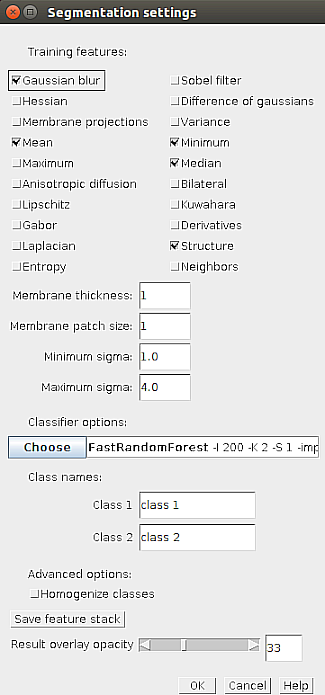 Segmentation settings
Training features:
Gaussian blur Sobel filter
Hessian Difference of gaussians
Membrane projections Variance
Mean Minimum
Maximum Median
Anisotropic diffusion Bilateral
Lipschitz Kuwahara
Gabor Derivatives
Laplacian Structure
Entropy Neighbors
Membrane thickness: 1
Membrane patch size: 1
Minimum sigma: 1.0
Maximum sigma: 4.0
Classifier options:
Choose FastRandomForest -I 200 -K 2 -S 1 -imp
Class names:
Class 1 class 1
Class 2 class 2
Advanced options:
Homogenize classes
Save feature stack
Result overlay opacity 33
OK Cancel Help